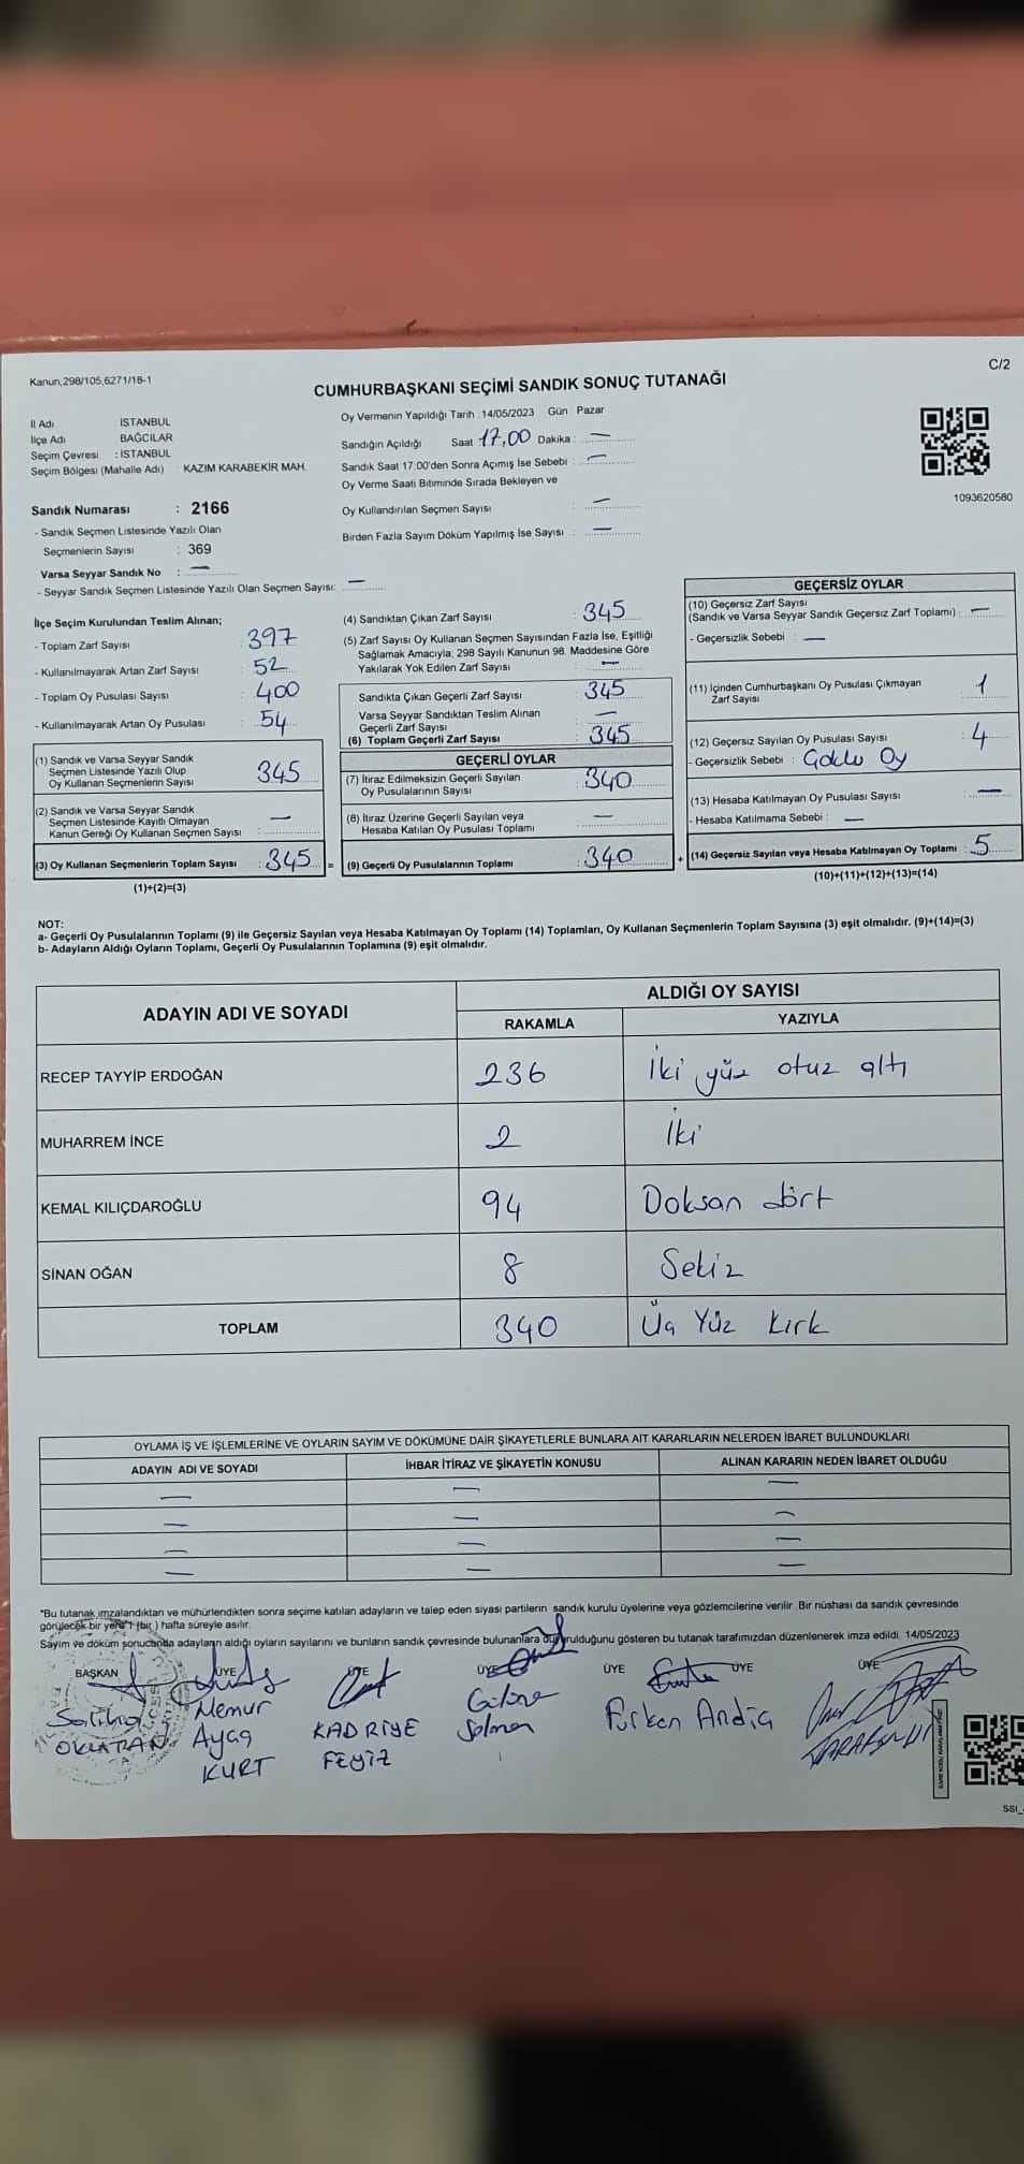 Kanun,298/105,6271/18-1
C/2
CUMHURBAŞKANI SEÇİMİ SANDIK SONUÇ TUTANAĞI
İl Adı İSTANBUL
İlçe Adı BAĞCILAR
Seçim Çevresi : İSTANBUL
Seçim Bölgesi (Mahalle Adı) KAZIM KARABEKİR MAH.
Sandık Numarası : 2166
- Sandık Seçmen Listesinde Yazılı Olan
Seçmenlerin Sayısı : 369
Varsa Seyyar Sandık No : —
- Seyyar Sandık Seçmen Listesinde Yazılı Olan Seçmen Sayısı: —
Oy Vermenin Yapıldığı Tarih : 14/05/2023 Gün Pazar
Sandığın Açıldığı Saat 17,00 Dakika : —
Sandık Saat 17:00'den Sonra Açımış İse Sebebi : —
Oy Verme Saati Bitiminde Sırada Bekleyen ve
Oy Kullandırılan Seçmen Sayısı : —
Birden Fazla Sayım Döküm Yapılmış İse Sayısı : —
1093620580
İlçe Seçim Kurulundan Teslim Alınan;
- Toplam Zarf Sayısı : 397
- Kullanılmayarak Artan Zarf Sayısı : 52
- Toplam Oy Pusulası Sayısı : 400
- Kullanılmayarak Artan Oy Pusulası : 54
(1) Sandık ve Varsa Seyyar Sandık
Seçmen Listesinde Yazılı Olup
Oy Kullanan Seçmenlerin Sayısı : 345
(2) Sandık ve Varsa Seyyar Sandık
Seçmen Listesinde Kayıtlı Olmayan
Kanun Gereği Oy Kullanan Seçmen Sayısı : —
(3) Oy Kullanan Seçmenlerin Toplam Sayısı : 345 =
(1)+(2)=(3)
(4) Sandıktan Çıkan Zarf Sayısı : 345
(5) Zarf Sayısı Oy Kullanan Seçmen Sayısından Fazla İse, Eşitliği
Sağlamak Amacıyla; 298 Sayılı Kanunun 98. Maddesine Göre
Yakılarak Yok Edilen Zarf Sayısı : —
Sandıkta Çıkan Geçerli Zarf Sayısı : 345
Varsa Seyyar Sandıktan Teslim Alınan
Geçerli Zarf Sayısı : —
(6) Toplam Geçerli Zarf Sayısı : 345
GEÇERLİ OYLAR
(7) İtiraz Edilmeksizin Geçerli Sayılan
Oy Pusulalarının Sayısı : 340
(8) İtiraz Üzerine Geçerli Sayılan veya
Hesaba Katılan Oy Pusulası Toplamı : —
(9) Geçerli Oy Pusulalarının Toplamı : 340 +
GEÇERSİZ OYLAR
(10) Geçersiz Zarf Sayısı
(Sandık ve Varsa Seyyar Sandık Geçersiz Zarf Toplamı) : —
- Geçersizlik Sebebi : —
(11) İçinden Cumhurbaşkanı Oy Pusulası Çıkmayan
Zarf Sayısı : 1
(12) Geçersiz Sayılan Oy Pusulası Sayısı : 4
- Geçersizlik Sebebi : Goklu Oy
(13) Hesaba Katılmayan Oy Pusulası Sayısı : —
- Hesaba Katılmama Sebebi : —
(14) Geçersiz Sayılan veya Hesaba Katılmayan Oy Toplamı : 5
(10)+(11)+(12)+(13)=(14)
NOT:
a- Geçerli Oy Pusulalarının Toplamı (9) ile Geçersiz Sayılan veya Hesaba Katılmayan Oy Toplamı (14) Toplamları, Oy Kullanan Seçmenlerin Toplam Sayısına (3) eşit olmalıdır. (9)+(14)=(3)
b- Adayların Aldığı Oyların Toplamı, Geçerli Oy Pusulalarının Toplamına (9) eşit olmalıdır.
ADAYIN ADI VE SOYADI ALDIĞI OY SAYISI
RAKAMLA YAZIYLA
RECEP TAYYİP ERDOĞAN 236 İki yüz otuz altı
MUHARREM İNCE 2 İki
KEMAL KILIÇDAROĞLU 94 Doksan dört
SİNAN OĞAN 8 Sekiz
TOPLAM 340 Üç Yüz kırk
OYLAMA İŞ VE İŞLEMLERİNE VE OYLARIN SAYIM VE DÖKÜMÜNE DAİR ŞİKAYETLERLE BUNLARA AİT KARARLARIN NELERDEN İBARET BULUNDUKLARI
ADAYIN ADI VE SOYADI İHBAR İTİRAZ VE ŞİKAYETİN KONUSU ALINAN KARARIN NEDEN İBARET OLDUĞU
— — —
— — —
— — —
— — —
*Bu tutanak imzalandıktan ve mühürlendikten sonra seçime katılan adayların ve talep eden siyasi partilerin sandık kurulu üyelerine veya gözlemcilerine verilir. Bir nüshası da sandık çevresinde
görülecek bir yere 1 (bir ) hafta süreyle asılır.
Sayım ve döküm sonucunda adayların aldığı oyların sayılarını ve bunların sandık çevresinde bulunanlara duyurulduğunu gösteren bu tutanak tarafımızdan düzenlenerek imza edildi. 14/05/2023
BAŞKAN ÜYE ÜYE ÜYE ÜYE ÜYE ÜYE
Saliha Memur KADRİYE Furkan
Ayag FEYİZ
KURT
SSI_